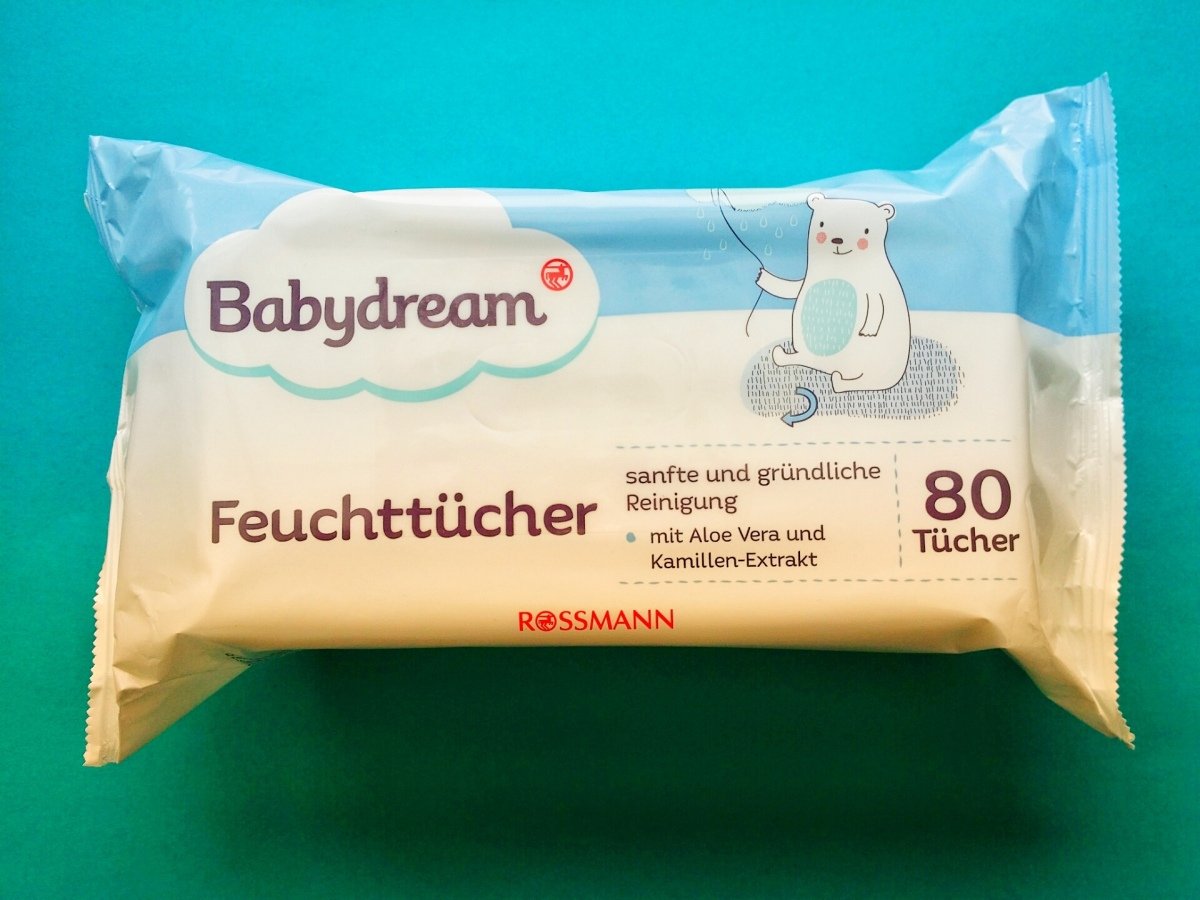 Babydream
Feuchttücher
sanfte und gründliche
Reinigung
• mit Aloe Vera und
Kamillen-Extrakt
80
Tücher
ROSSMANN